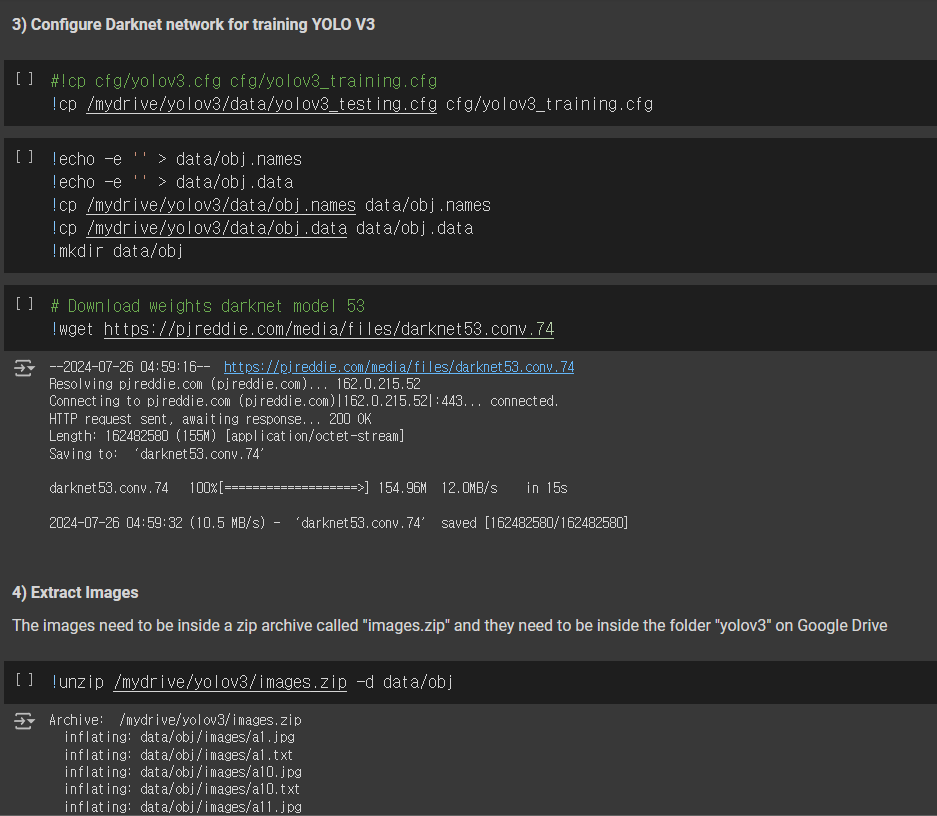 3) Configure Darknet network for training YOLO V3
[ ] #!cp cfg/yolov3.cfg cfg/yolov3_training.cfg
!cp /mydrive/yolov3/data/yolov3_testing.cfg cfg/yolov3_training.cfg
[ ] !echo -e '' > data/obj.names
!echo -e '' > data/obj.data
!cp /mydrive/yolov3/data/obj.names data/obj.names
!cp /mydrive/yolov3/data/obj.data data/obj.data
!mkdir data/obj
[ ] # Download weights darknet model 53
!wget https://pjreddie.com/media/files/darknet53.conv.74
--2024-07-26 04:59:16--  https://pjreddie.com/media/files/darknet53.conv.74
Resolving pjreddie.com (pjreddie.com)... 162.0.215.52
Connecting to pjreddie.com (pjreddie.com)|162.0.215.52|:443... connected.
HTTP request sent, awaiting response... 200 OK
Length: 162482580 (155M) [application/octet-stream]
Saving to: ‘darknet53.conv.74’
darknet53.conv.74   100%[===================>] 154.96M  12.0MB/s    in 15s
2024-07-26 04:59:32 (10.5 MB/s) - ‘darknet53.conv.74’ saved [162482580/162482580]
4) Extract Images
The images need to be inside a zip archive called "images.zip" and they need to be inside the folder "yolov3" on Google Drive
[ ] !unzip /mydrive/yolov3/images.zip -d data/obj
Archive:  /mydrive/yolov3/images.zip
inflating: data/obj/images/a1.jpg
inflating: data/obj/images/a1.txt
inflating: data/obj/images/a10.jpg
inflating: data/obj/images/a10.txt
inflating: data/obj/images/a11.jpg